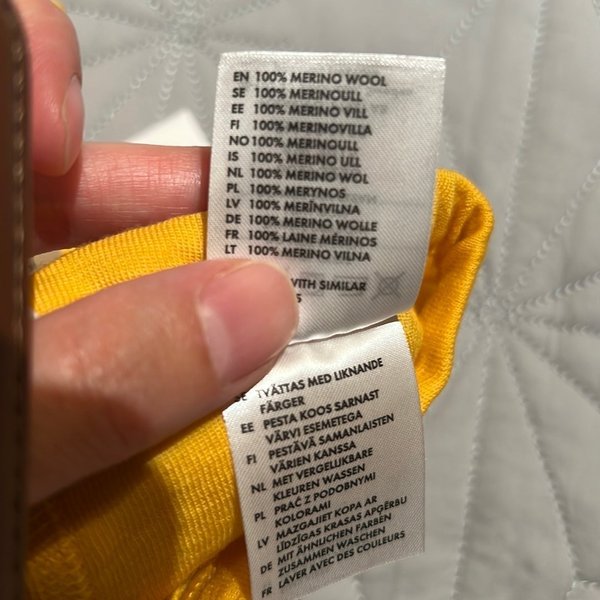 EN 100% MERINO WOOL
SE 100% MERINOULL
EE 100% MERINO VILL
FI 100% MERINOVILLA
NO 100% MERINOULL
IS 100% MERINO ULL
NL 100% MERINO WOL
PL 100% MERYNOS
LV 100% MERĪNVILNA
DE 100% MERINO WOLLE
FR 100% LAINE MÉRINOS
LT 100% MERINO VILNA
WITH SIMILAR
SE TVÄTTAS MED LIKNANDE
FÄRGER
EE PESTA KOOS SARNAST
VÄRVI ESEMETEGA
FI PESTÄVÄ SAMANLAISTEN
VÄRIEN KANSSA
NL MET VERGELIJKBARE
KLEUREN WASSEN
PL PRAĆ Z PODOBNYMI
KOLORAMI
LV MAZGAJIET KOPA AR
LĪDZĪGAS KRASAS APĢĒRBU
DE MIT ÄHNLICHEN FARBEN
ZUSAMMEN WASCHEN
FR LAVER AVEC DES COULEURS